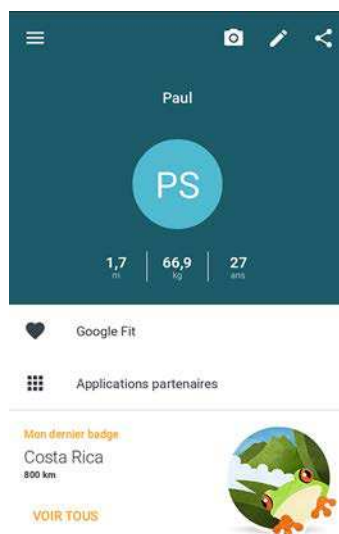 Paul
PS
1,7 66,9 27
m kg ans
Google Fit
Applications partenaires
Mon dernier badge
Costa Rica
800 km
VOIR TOUS